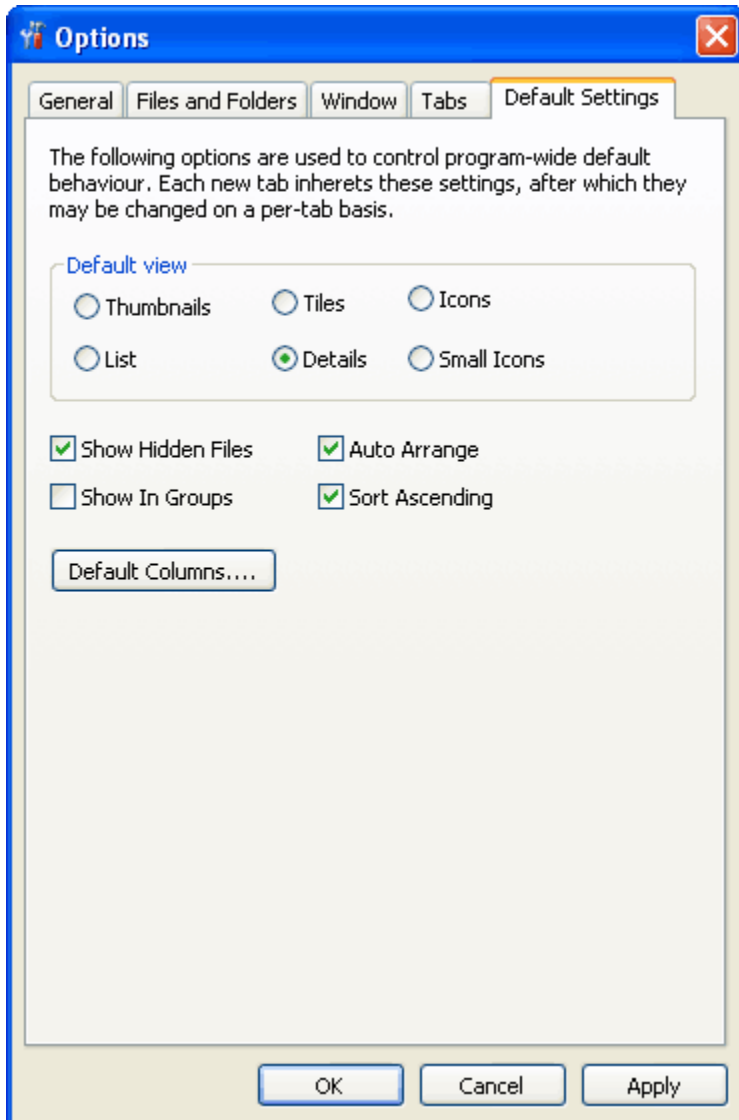 Options
General Files and Folders Window Tabs Default Settings
The following options are used to control program-wide default
behaviour. Each new tab inherets these settings, after which they
may be changed on a per-tab basis.
Default view
Thumbnails Tiles Icons
List Details Small Icons
Show Hidden Files Auto Arrange
Show In Groups Sort Ascending
Default Columns....
OK Cancel Apply